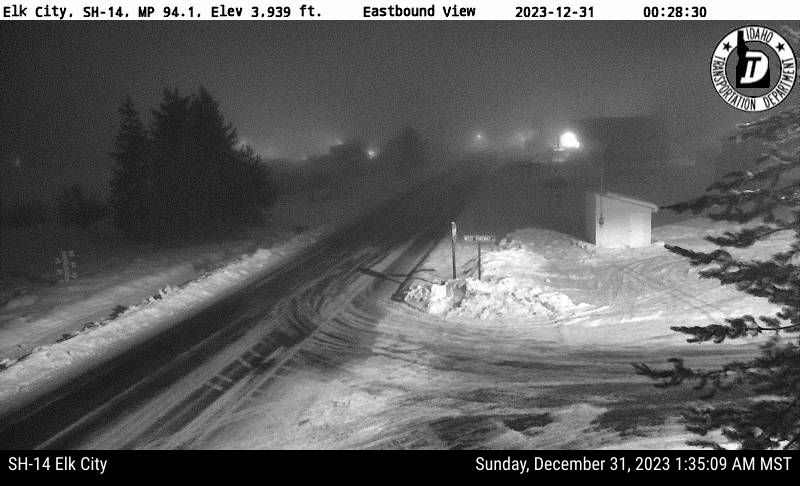 Elk City, SH-14, MP 94.1, Elev 3,939 ft. Eastbound View 2023-12-31 00:28:30
IDAHO
TRANSPORTATION DEPARTMENT
SH-14 Elk City Sunday, December 31, 2023 1:35:09 AM MST